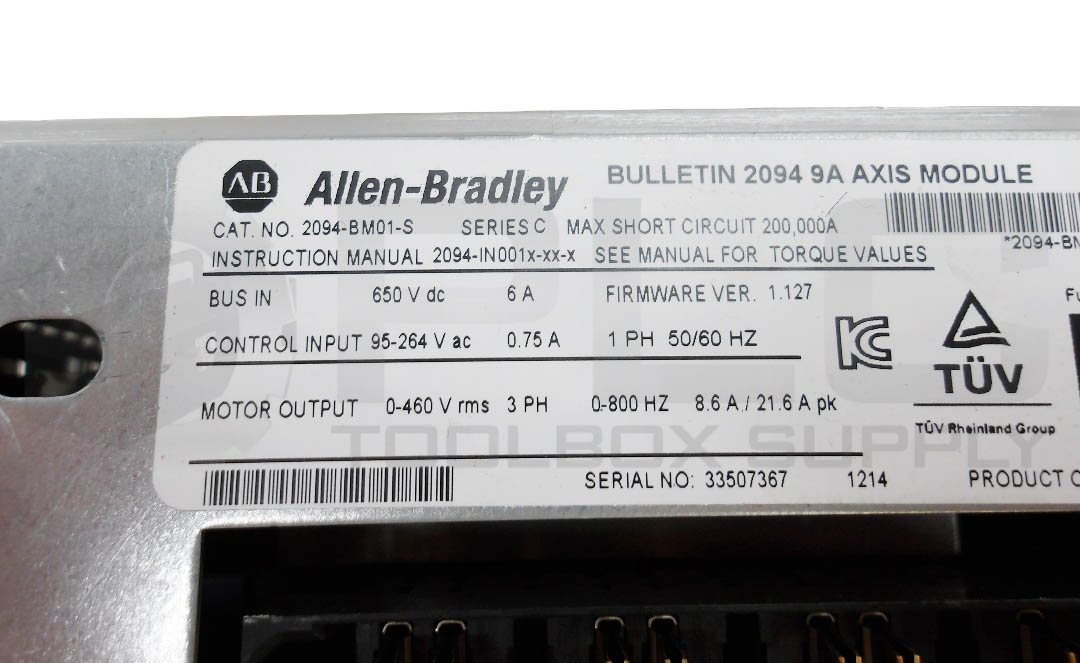 AB Allen-Bradley BULLETIN 2094 9A AXIS MODULE
CAT. NO. 2094-BM01-S SERIES C MAX SHORT CIRCUIT 200,000A
*2094-BM
INSTRUCTION MANUAL 2094-IN001x-xx-x SEE MANUAL FOR TORQUE VALUES
BUS IN 650 V dc 6 A FIRMWARE VER. 1.127
Fu
CONTROL INPUT 95-264 V ac 0.75 A 1 PH 50/60 HZ
KC
TÜV
MOTOR OUTPUT 0-460 V rms 3 PH 0-800 HZ 8.6 A / 21.6 A pk
TÜV Rheinland Group
PLC
TOOLBOX SUPPLY
SERIAL NO: 33507367 1214 PRODUCT O